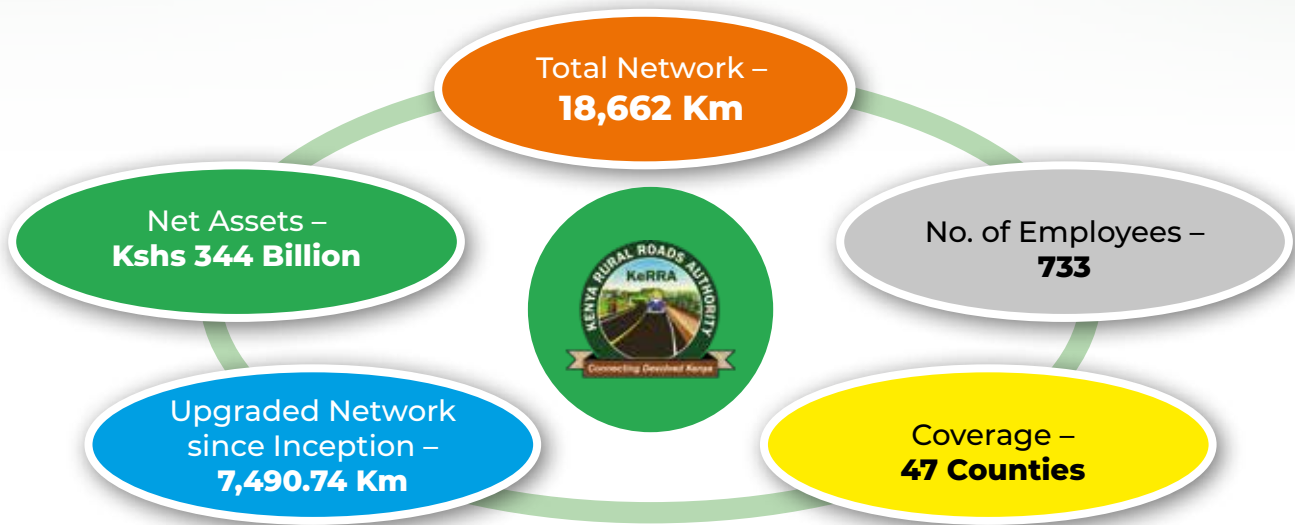 Total Network –
18,662 Km
Net Assets –
Kshs 344 Billion
No. of Employees –
733
KENYA RURAL ROADS AUTHORITY
KeRRA
Connecting Devolved Kenya
Upgraded Network
since Inception –
7,490.74 Km
Coverage –
47 Counties